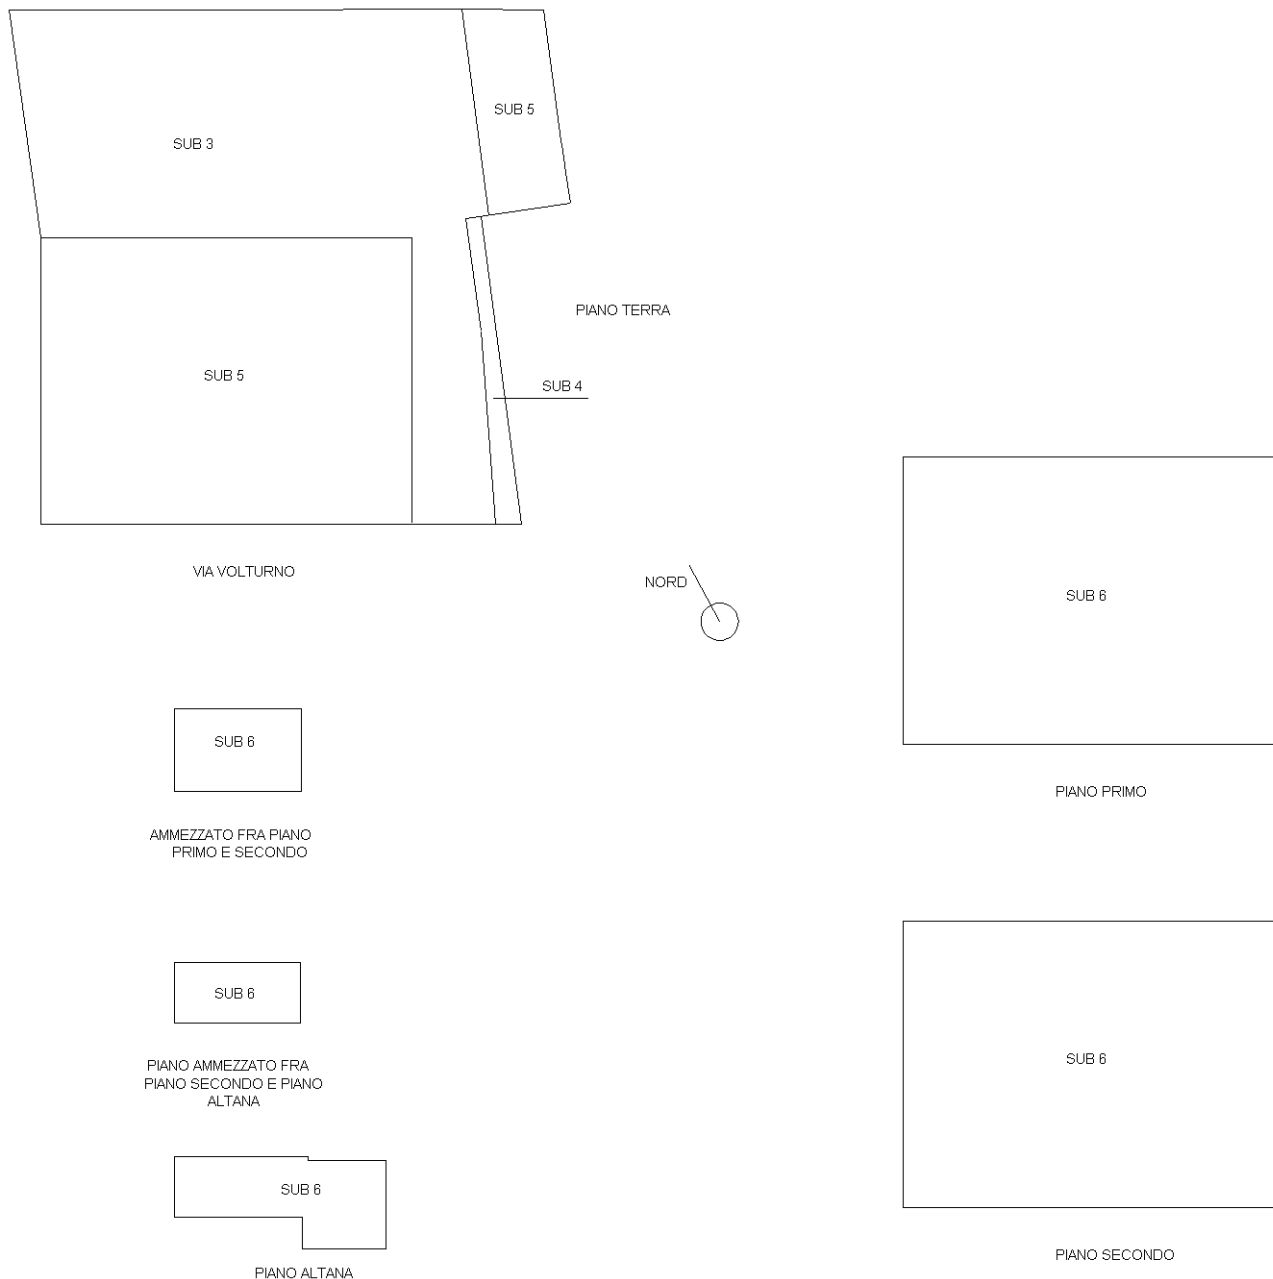 SUB 5
SUB 3
PIANO TERRA
SUB 5
SUB 4
VIA VOLTURNO
NORD
SUB 6
PIANO PRIMO
SUB 6
AMMEZZATO FRA PIANO
PRIMO E SECONDO
SUB 6
PIANO AMMEZZATO FRA
PIANO SECONDO E PIANO
ALTANA
SUB 6
PIANO SECONDO
SUB 6
PIANO ALTANA